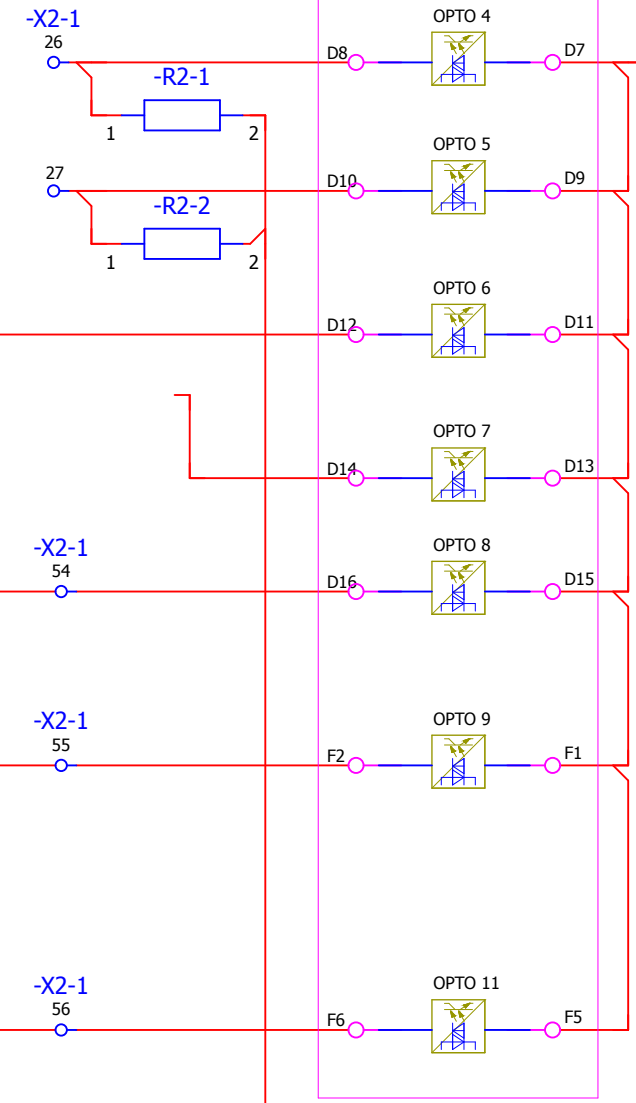 -X2-1
26
OPTO 4
D8
D7
-R2-1
1
2
27
OPTO 5
D10
D9
-R2-2
1
2
OPTO 6
D12
D11
OPTO 7
D14
D13
-X2-1
54
OPTO 8
D16
D15
-X2-1
55
OPTO 9
F2
F1
-X2-1
56
OPTO 11
F6
F5